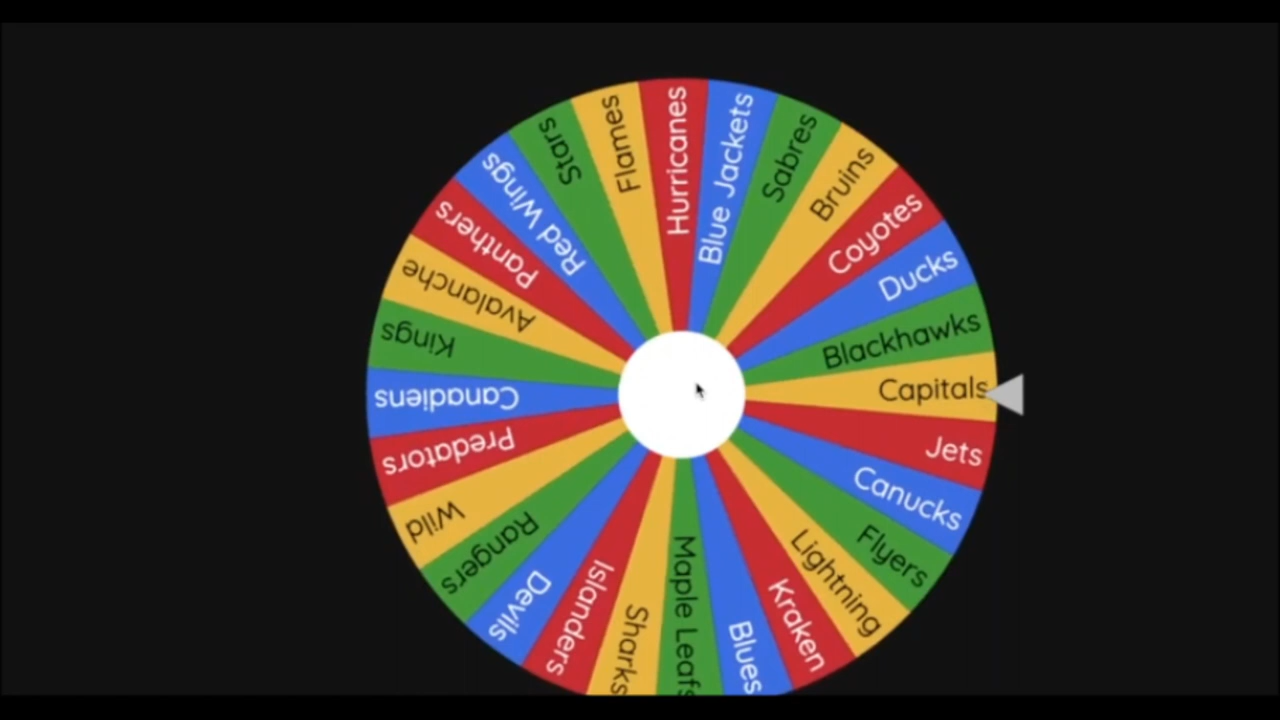 Hurricanes
Blue Jackets
Sabres
Bruins
Coyotes
Ducks
Blackhawks
Capitals
Jets
Canucks
Flyers
Lightning
Kraken
Blues
Maple Leafs
Sharks
Islanders
Devils
Rangers
Wild
Predators
Canadiens
Kings
Avalanche
Panthers
Red Wings
Stars
Flames